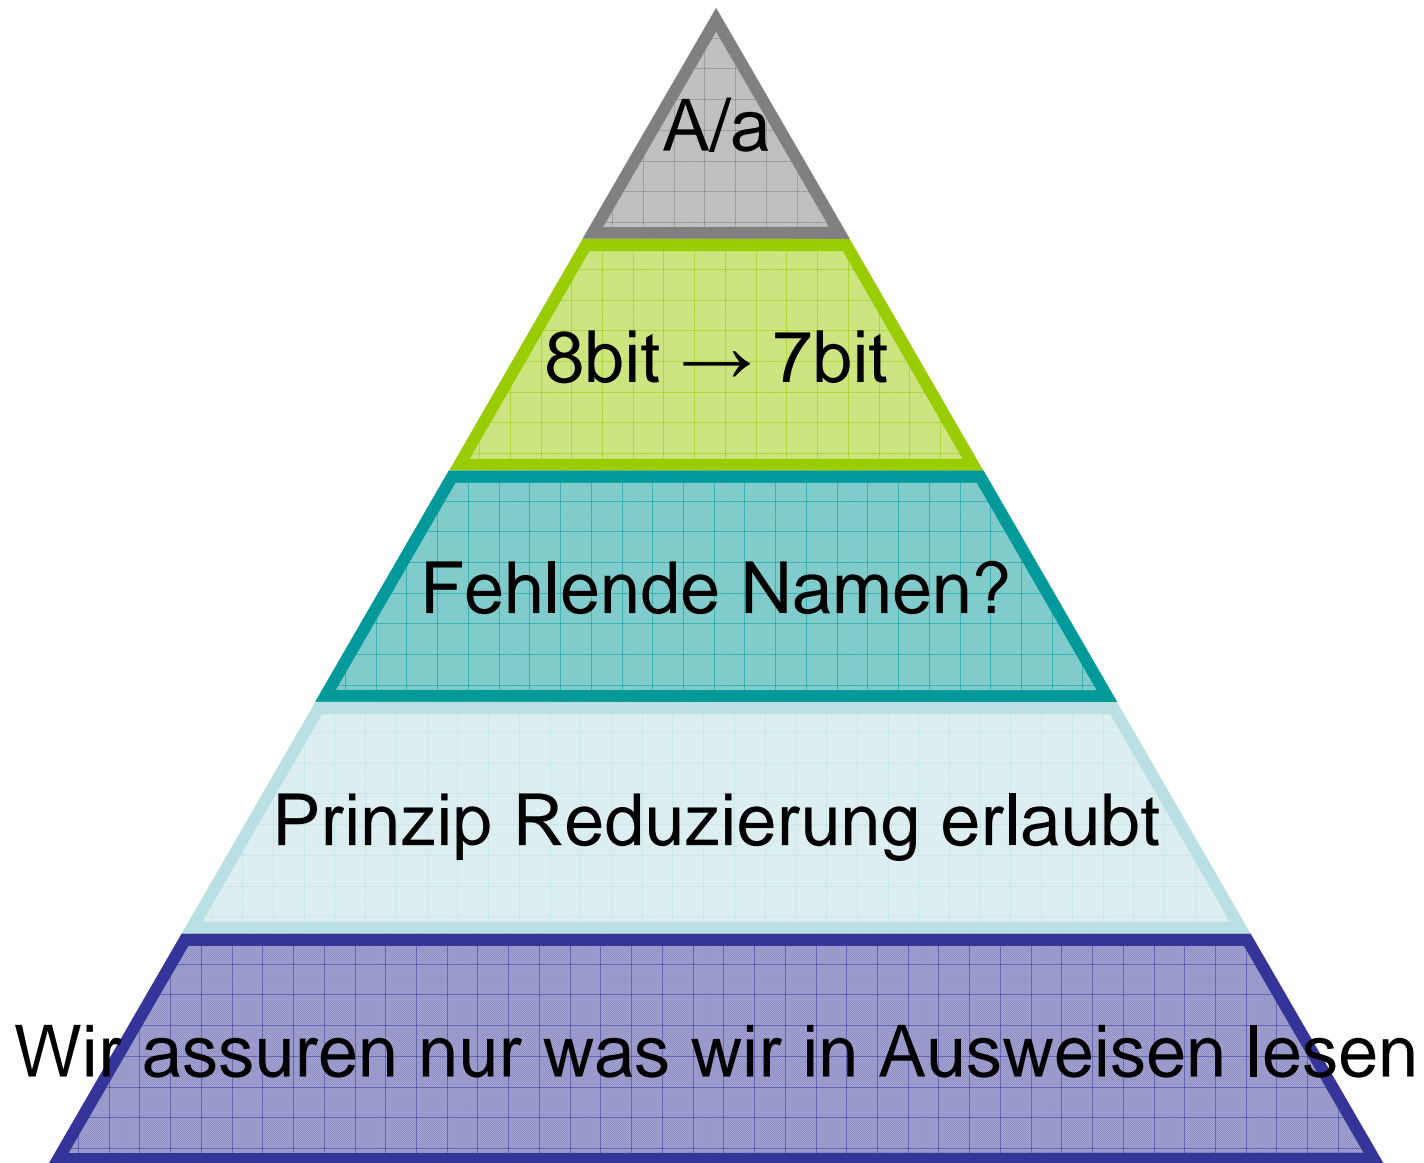 A/a
8bit → 7bit
Fehlende Namen?
Prinzip Reduzierung erlaubt
Wir assuren nur was wir in Ausweisen lesen